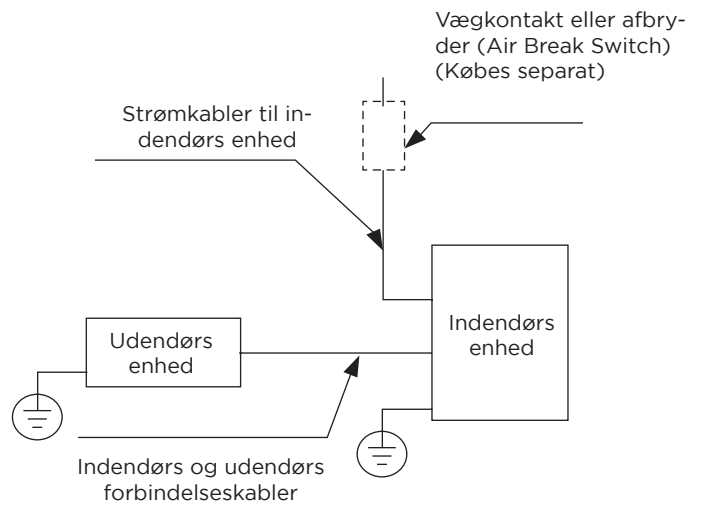 Vægkontakt eller afbry-
der (Air Break Switch)
(Købes separat)
Strømkabler til in-
dendørs enhed
Indendørs
enhed
Udendørs
enhed
Indendørs og udendørs
forbindelseskabler